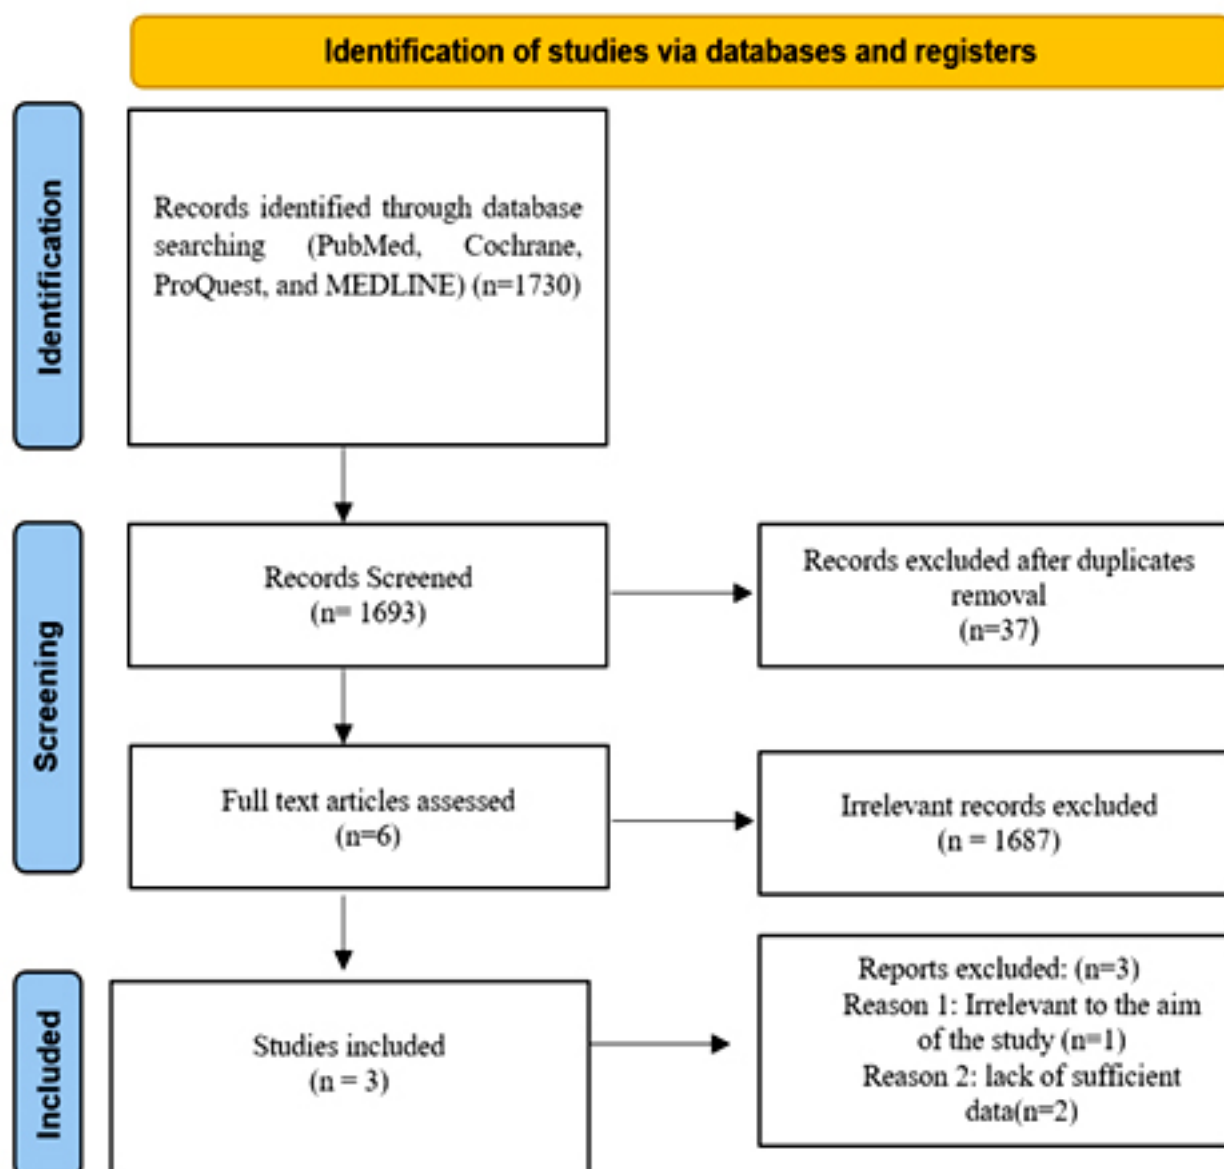 Identification of studies via databases and registers
Identification
Records identified through database
searching (PubMed, Cochrane,
ProQuest, and MEDLINE) (n=1730)
Screening
Records Screened
(n= 1693)
Records excluded after duplicates
removal
(n=37)
Full text articles assessed
(n=6)
Irrelevant records excluded
(n = 1687)
Included
Studies included
(n = 3)
Reports excluded: (n=3)
Reason 1: Irrelevant to the aim
of the study (n=1)
Reason 2: lack of sufficient
data(n=2)